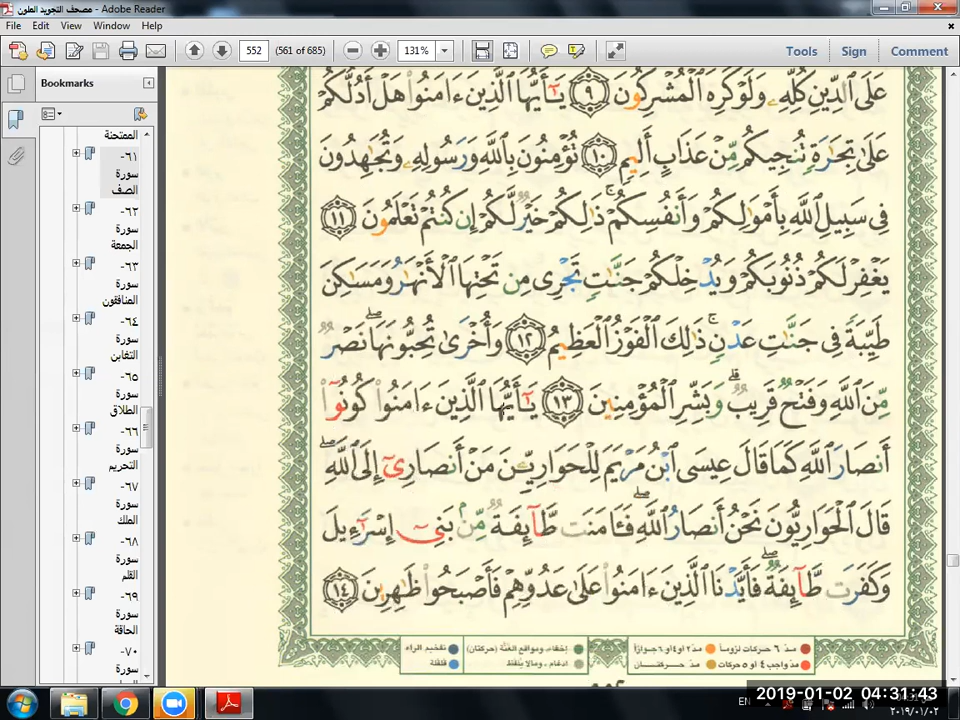 مصحف التجويد الملون - Adobe Reader
File Edit View Window Help
552 (561 of 685) 131% Tools Sign Comment
Bookmarks
الممتحنة
٦١- سورة الصف
٦٢- سورة الجمعة
٦٣- سورة المنافقون
٦٤- سورة التغابن
٦٥- سورة الطلاق
٦٦- سورة التحريم
٦٧- سورة الملك
٦٨- سورة القلم
٦٩- سورة الحاقة
٧٠- سورة
عَلَى ٱلدِّينِ كُلِّهِۦ وَلَوۡ كَرِهَ ٱلۡمُشۡرِكُونَ ٩ يَٰٓأَيُّهَا ٱلَّذِينَ ءَامَنُواْ هَلۡ أَدُلُّكُمۡ
عَلَىٰ تِجَٰرَةٖ تُنجِيكُم مِّنۡ عَذَابٍ أَلِيمٖ ١٠ تُؤۡمِنُونَ بِٱللَّهِ وَرَسُولِهِۦ وَتُجَٰهِدُونَ
فِي سَبِيلِ ٱللَّهِ بِأَمۡوَٰلِكُمۡ وَأَنفُسِكُمۡۚ ذَٰلِكُمۡ خَيۡرٞ لَّكُمۡ إِن كُنتُمۡ تَعۡلَمُونَ ١١
يَغۡفِرۡ لَكُمۡ ذُنُوبَكُمۡ وَيُدۡخِلۡكُمۡ جَنَّٰتٖ تَجۡرِي مِن تَحۡتِهَا ٱلۡأَنۡهَٰرُ وَمَسَٰكِنَ
طَيِّبَةٗ فِي جَنَّٰتِ عَدۡنٖۚ ذَٰلِكَ ٱلۡفَوۡزُ ٱلۡعَظِيمُ ١٢ وَأُخۡرَىٰ تُحِبُّونَهَاۖ نَصۡرٞ
مِّنَ ٱللَّهِ وَفَتۡحٞ قَرِيبٞۗ وَبَشِّرِ ٱلۡمُؤۡمِنِينَ ١٣ يَٰٓأَيُّهَا ٱلَّذِينَ ءَامَنُواْ كُونُوٓاْ
أَنصَارَ ٱللَّهِ كَمَا قَالَ عِيسَى ٱبۡنُ مَرۡيَمَ لِلۡحَوَارِيِّـۧنَ مَنۡ أَنصَارِيٓ إِلَى ٱللَّهِۖ
قَالَ ٱلۡحَوَارِيُّونَ نَحۡنُ أَنصَارُ ٱللَّهِۖ فَـَٔامَنَت طَّآئِفَةٞ مِّنۢ بَنِيٓ إِسۡرَٰٓءِيلَ
وَكَفَرَت طَّآئِفَةٞۖ فَأَيَّدۡنَا ٱلَّذِينَ ءَامَنُواْ عَلَىٰ عَدُوِّهِمۡ فَأَصۡبَحُواْ ظَٰهِرِينَ ١٤
مد ٦ حركات لزوماً مد ٢ او ٤ او ٦ جوازاً إخفاء، ومواقع الغنة (حركتان) تفخيم الراء
مد واجب ٤ او ٥ حركات مد حركتان ادغام، ومالا يلفظ قلقلة
EN
2019-01-02 04:31:43
٢٠١٩/٠١/٠٢